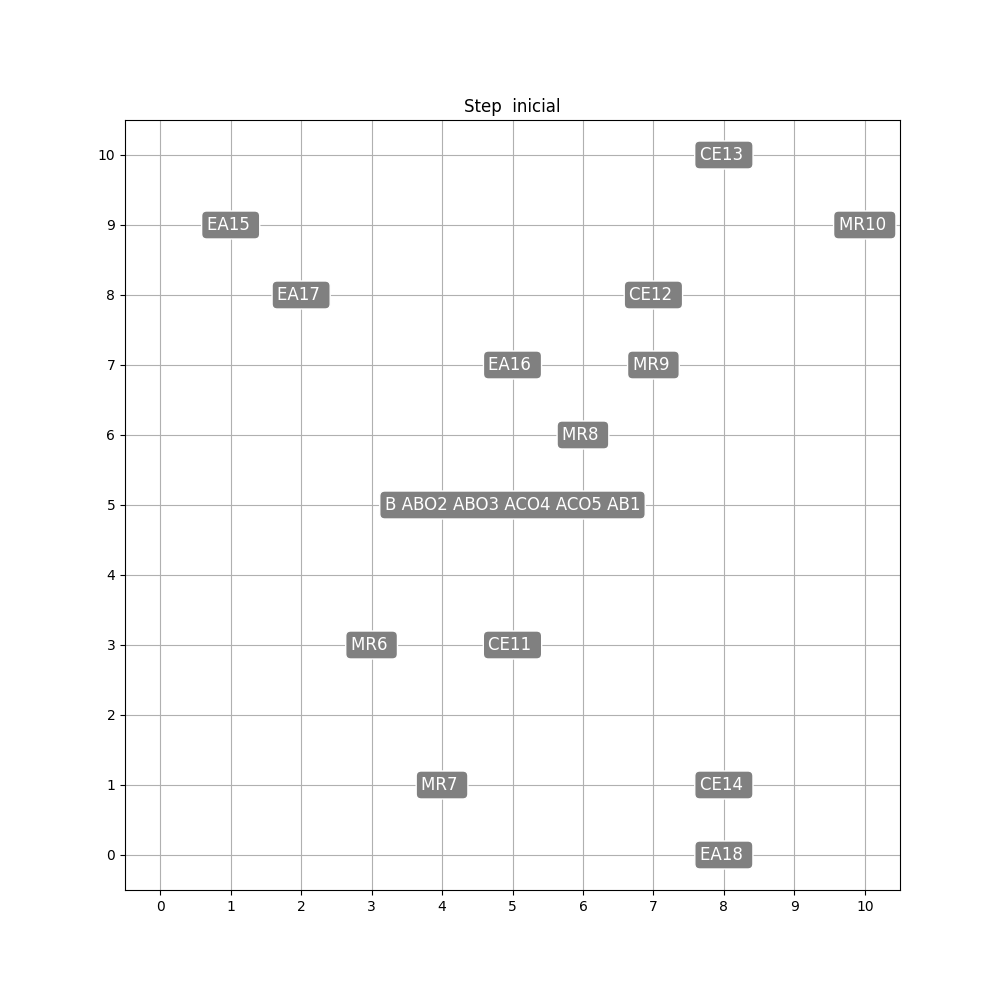 Step inicial
10 CE13
9 EA15 MR10
8 EA17 CE12
7 EA16 MR9
6 MR8
5 B ABO2 ABO3 ACO4 ACO5 AB1
4
3 MR6 CE11
2
1 MR7 CE14
0 EA18
0 1 2 3 4 5 6 7 8 9 10